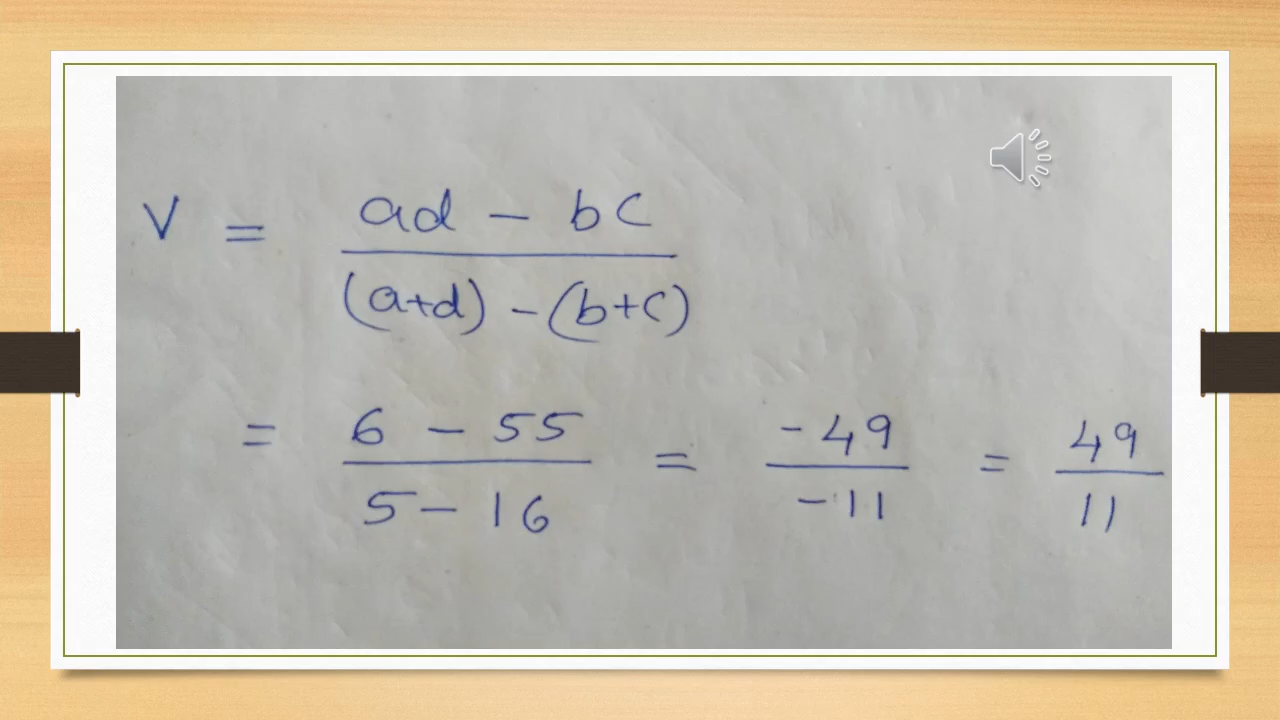 V = ad - bc
(a+d) - (b+c)
= 6 - 55 = -49 = 49
5 - 16 -11 11